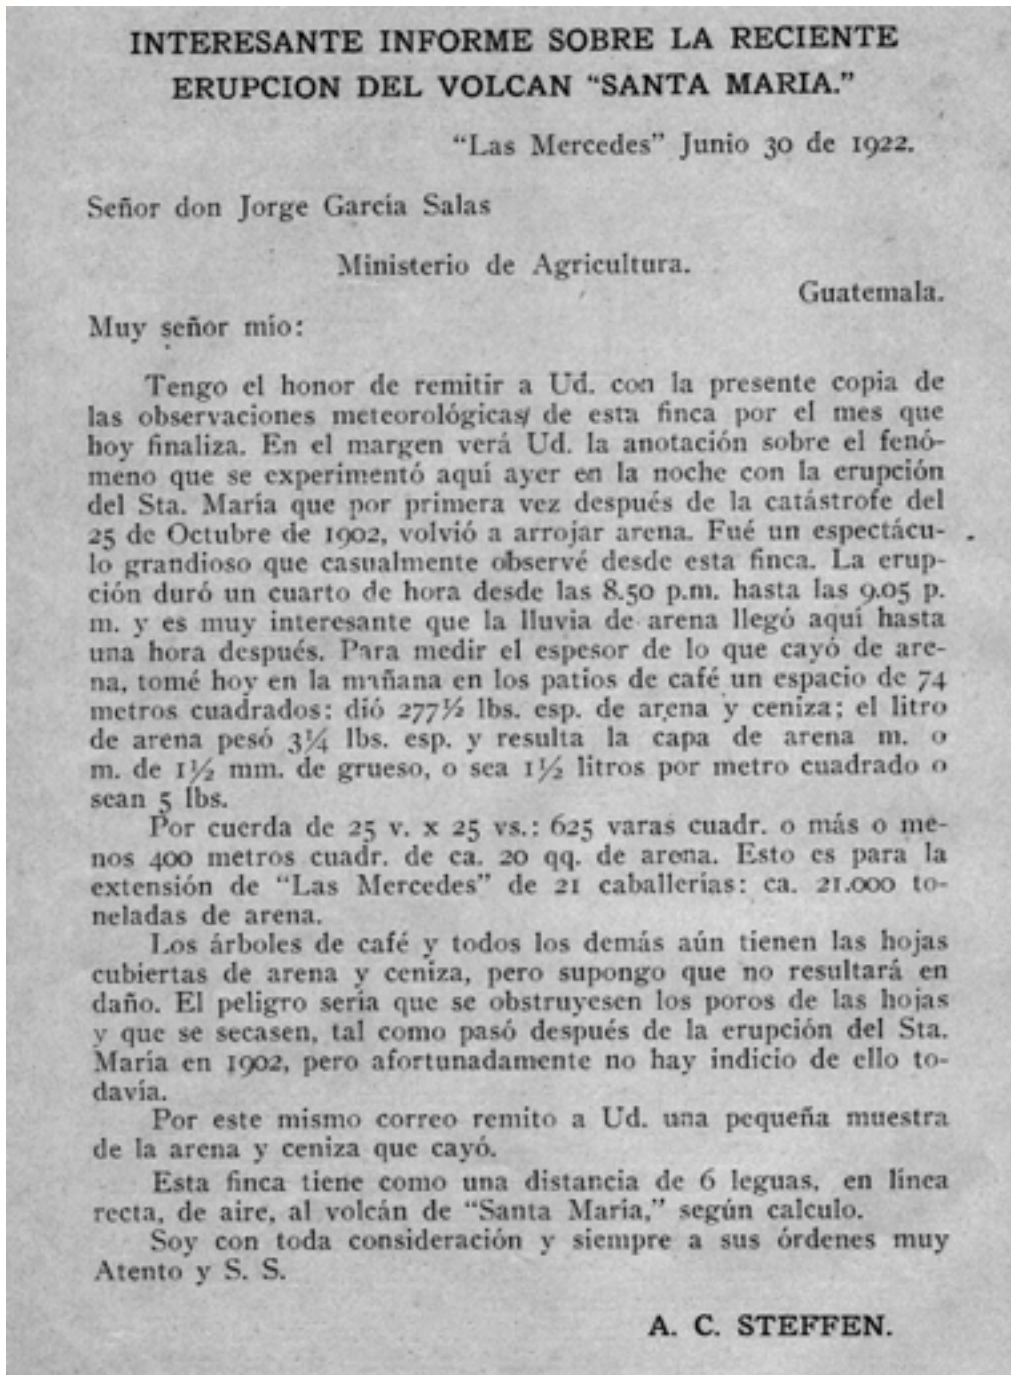 INTERESANTE INFORME SOBRE LA RECIENTE
ERUPCION DEL VOLCAN “SANTA MARIA.”
“Las Mercedes” Junio 30 de 1922.
Señor don Jorge García Salas
Ministerio de Agricultura.
Guatemala.
Muy señor mío:
Tengo el honor de remitir a Ud. con la presente copia de
las observaciones meteorológicas de esta finca por el mes que
hoy finaliza. En el margen verá Ud. la anotación sobre el fenó-
meno que se experimentó aquí ayer en la noche con la erupción
del Sta. María que por primera vez después de la catástrofe del
25 de Octubre de 1902, volvió a arrojar arena. Fué un espectácu-
lo grandioso que casualmente observé desde esta finca. La erup-
ción duró un cuarto de hora desde las 8.50 p.m. hasta las 9.05 p.
m. y es muy interesante que la lluvia de arena llegó aquí hasta
una hora después. Para medir el espesor de lo que cayó de are-
na, tomé hoy en la mañana en los patios de café un espacio de 74
metros cuadrados: dió 277½ lbs. esp. de arena y ceniza; el litro
de arena pesó 3¼ lbs. esp. y resulta la capa de arena m. o
m. de 1½ mm. de grueso, o sea 1½ litros por metro cuadrado o
sean 5 lbs.
Por cuerda de 25 v. x 25 vs.: 625 varas cuadr. o más o me-
nos 400 metros cuadr. de ca. 20 qq. de arena. Esto es para la
extensión de “Las Mercedes” de 21 caballerías: ca. 21.000 to-
neladas de arena.
Los árboles de café y todos los demás aún tienen las hojas
cubiertas de arena y ceniza, pero supongo que no resultará en
daño. El peligro sería que se obstruyesen los poros de las hojas
y que se secasen, tal como pasó después de la erupción del Sta.
María en 1902, pero afortunadamente no hay indicio de ello to-
davía.
Por este mismo correo remito a Ud. una pequeña muestra
de la arena y ceniza que cayó.
Esta finca tiene como una distancia de 6 leguas, en línea
recta, de aire, al volcán de “Santa María,” según calculo.
Soy con toda consideración y siempre a sus órdenes muy
Atento y S. S.
A. C. STEFFEN.